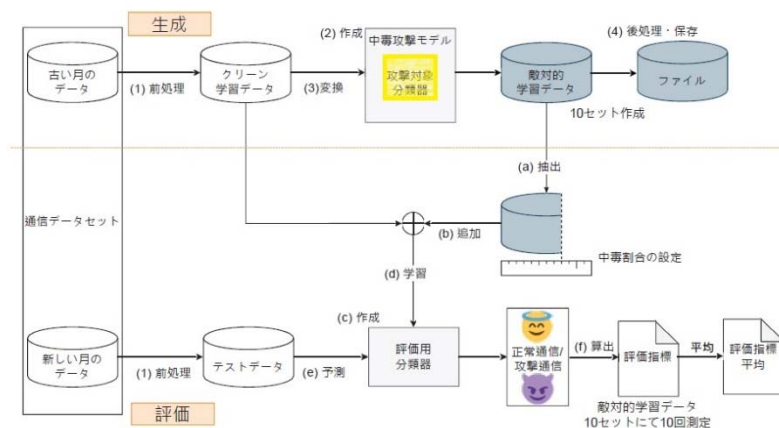 生成
古い月の
データ
(1) 前処理
クリーン
学習データ
(2) 作成
(3)変換
中毒攻撃モデル
攻撃対象
分類器
敵対的
学習データ
(4) 後処理・保存
ファイル
10セット作成
通信データセット
(a) 抽出
(b) 追加
中毒割合の設定
(d) 学習
(c) 作成
新しい月の
データ
(1) 前処理
テストデータ
(e) 予測
評価用
分類器
正常通信/
攻撃通信
(f) 算出
評価指標
平均
評価指標
平均
敵対的学習データ
10セットにて10回測定
評価